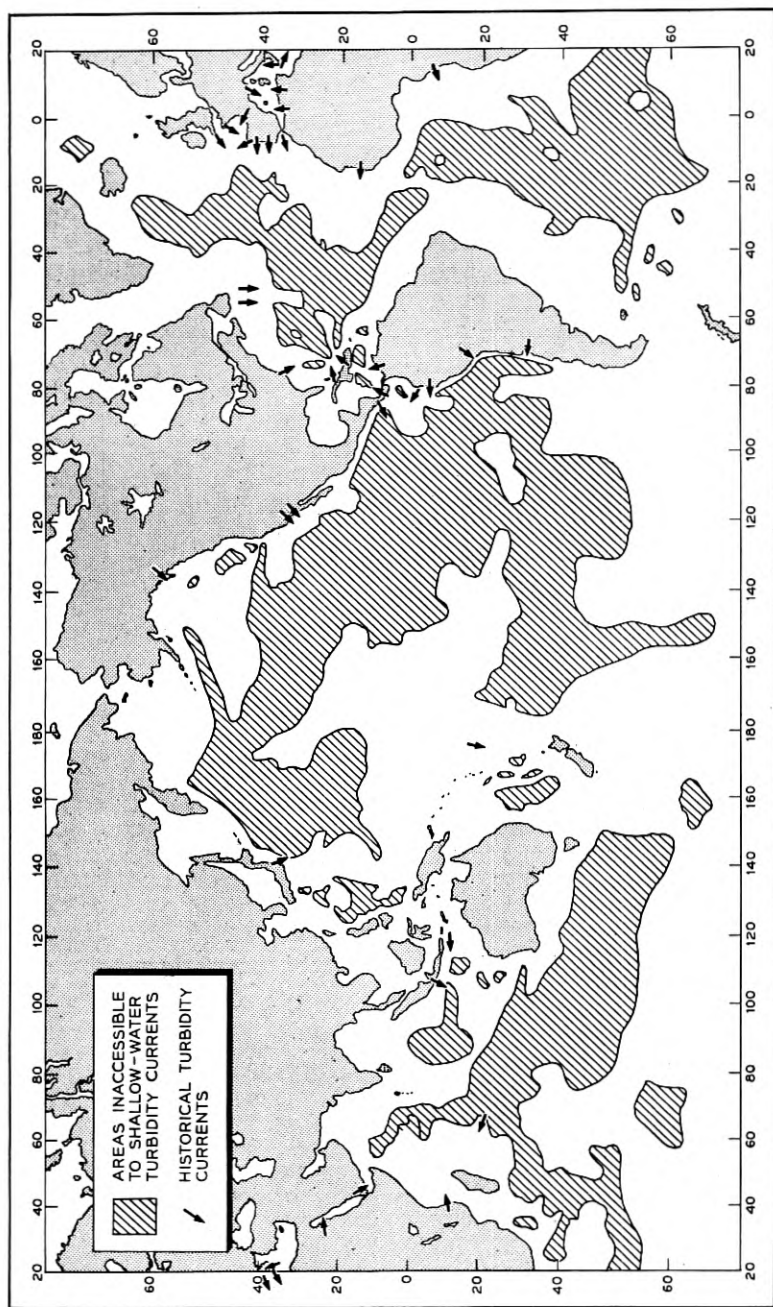 20 40 60 80 100 120 140 160 180 160 140 120 100 80 60 40 20 0 20
AREAS INACCESSIBLE
TO SHALLOW-WATER
TURBIDITY CURRENTS
HISTORICAL TURBIDITY
CURRENTS
60 60
40 40
20 20
0 0
20 20
40 40
60 60
20 40 60 80 100 120 140 160 180 160 140 120 100 80 60 40 20 0 20